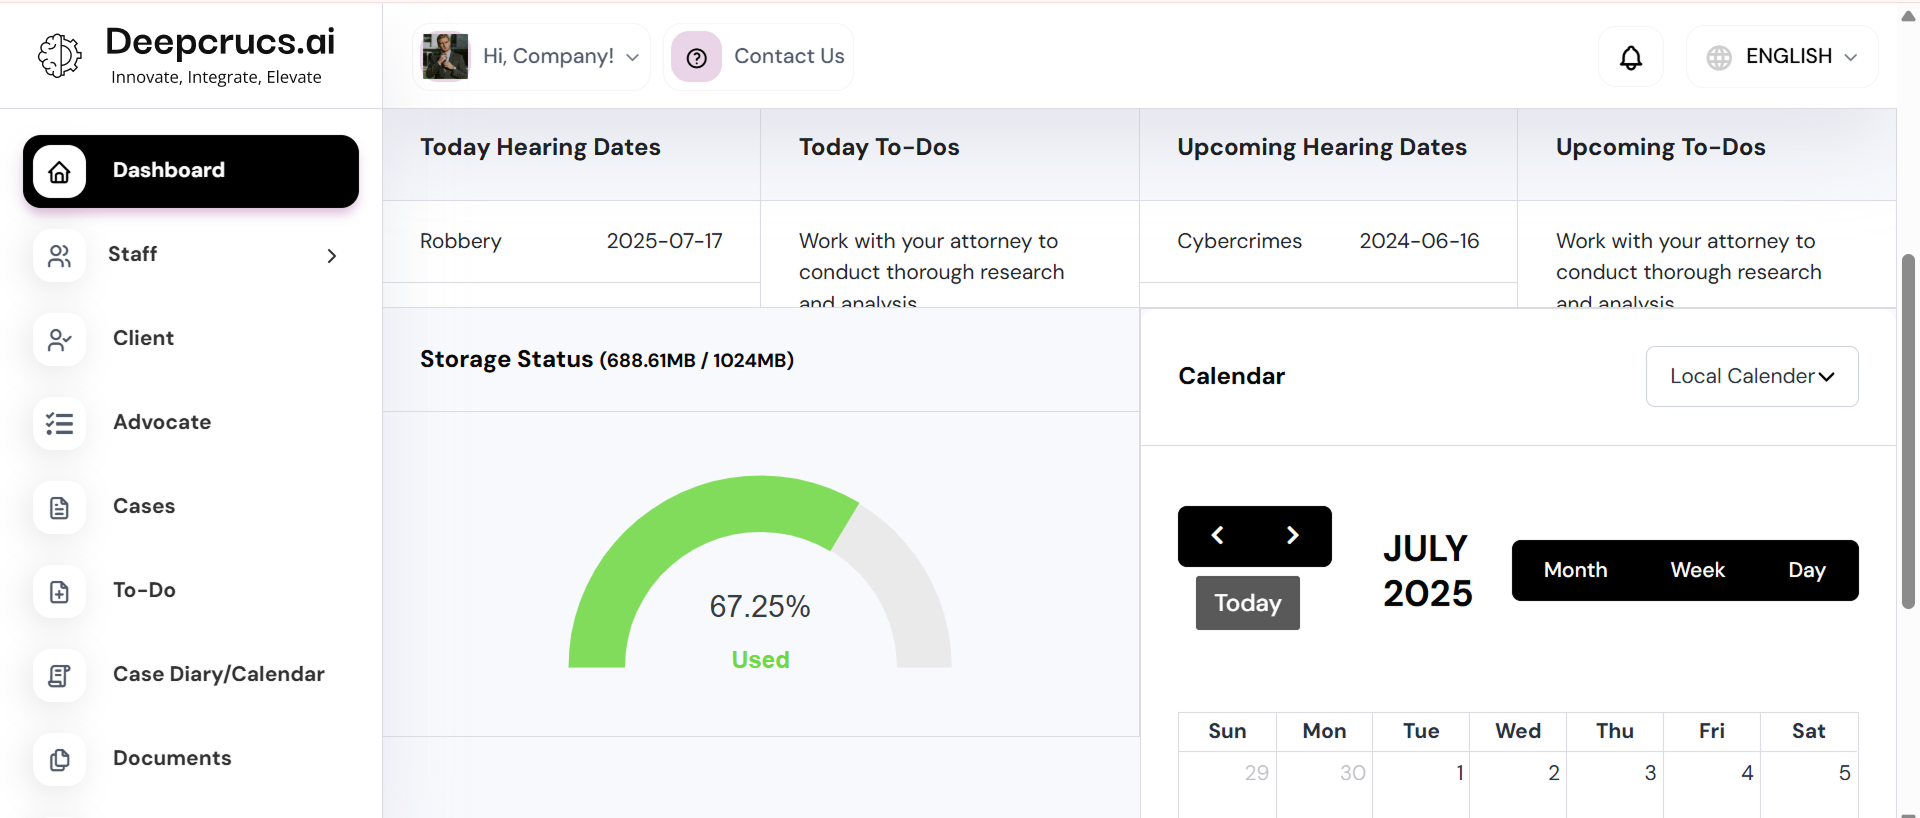 Deepcrucs.ai
Innovate, Integrate, Elevate
Hi, Company!
Contact Us
ENGLISH
Dashboard
Staff
Client
Advocate
Cases
To-Do
Case Diary/Calendar
Documents
Today Hearing Dates
Today To-Dos
Upcoming Hearing Dates
Upcoming To-Dos
Robbery 2025-07-17
Work with your attorney to
conduct thorough research
and analysis
Cybercrimes 2024-06-16
Work with your attorney to
conduct thorough research
and analysis
Storage Status (688.61MB / 1024MB)
67.25%
Used
Calendar
Local Calender
Today
JULY
2025
Month Week Day
Sun Mon Tue Wed Thu Fri Sat
29 30 1 2 3 4 5